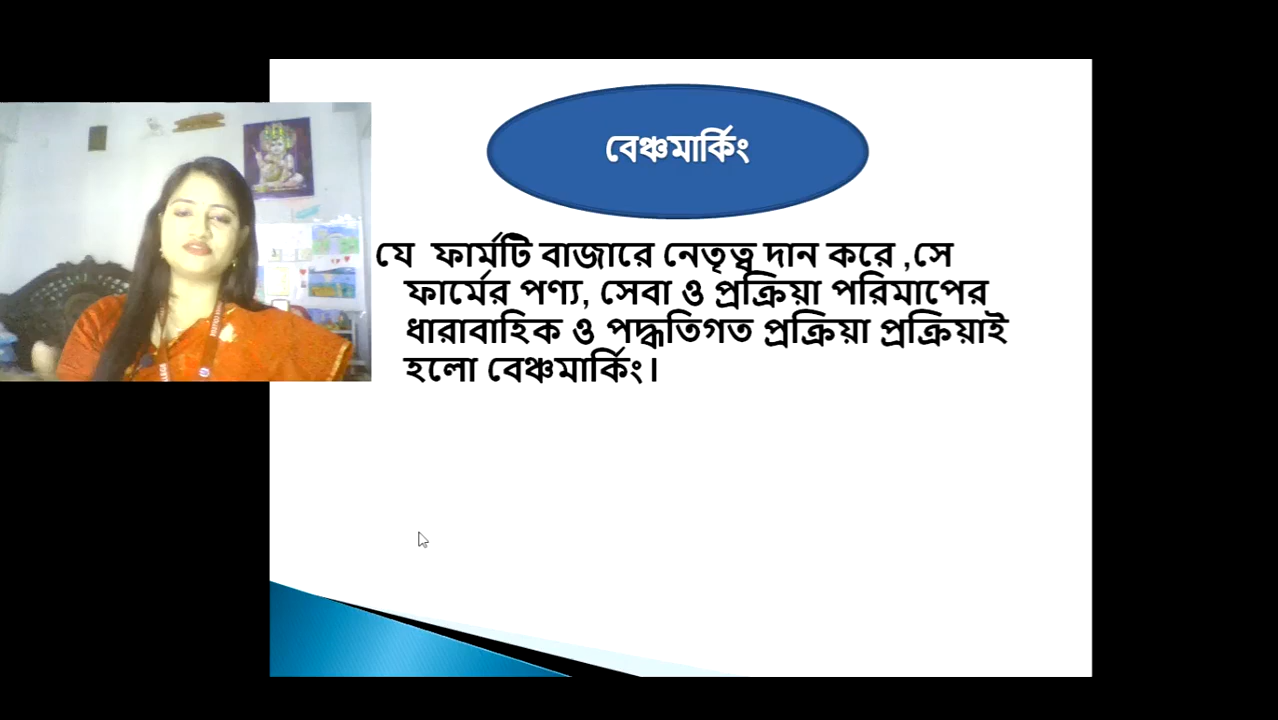 বেঞ্চমার্কিং
যে ফার্মটি বাজারে নেতৃত্ব দান করে ,সে
ফার্মের পণ্য, সেবা ও প্রক্রিয়া পরিমাপের
ধারাবাহিক ও পদ্ধতিগত প্রক্রিয়া প্রক্রিয়াই
হলো বেঞ্চমার্কিং।